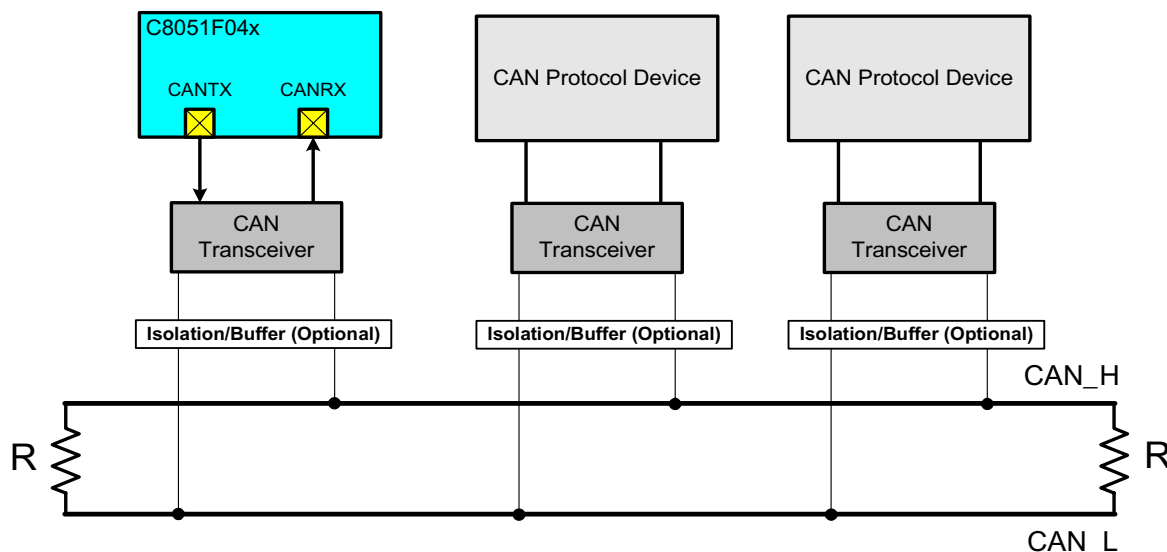 C8051F04x
CANTX CANRX
CAN Protocol Device
CAN Protocol Device
CAN
Transceiver
CAN
Transceiver
CAN
Transceiver
Isolation/Buffer (Optional)
Isolation/Buffer (Optional)
Isolation/Buffer (Optional)
CAN_H
R
R
CAN_L